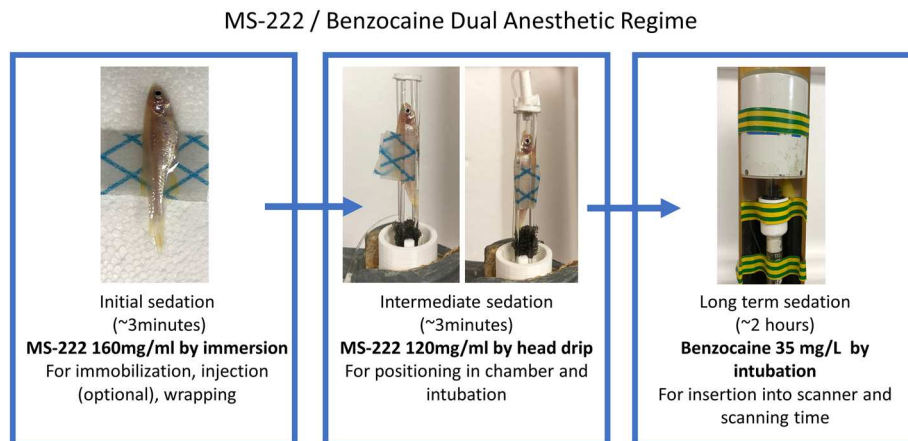 MS-222 / Benzocaine Dual Anesthetic Regime
Initial sedation
(~3minutes)
MS-222 160mg/ml by immersion
For immobilization, injection
(optional), wrapping
Intermediate sedation
(~3minutes)
MS-222 120mg/ml by head drip
For positioning in chamber and
intubation
Long term sedation
(~2 hours)
Benzocaine 35 mg/L by
intubation
For insertion into scanner and
scanning time